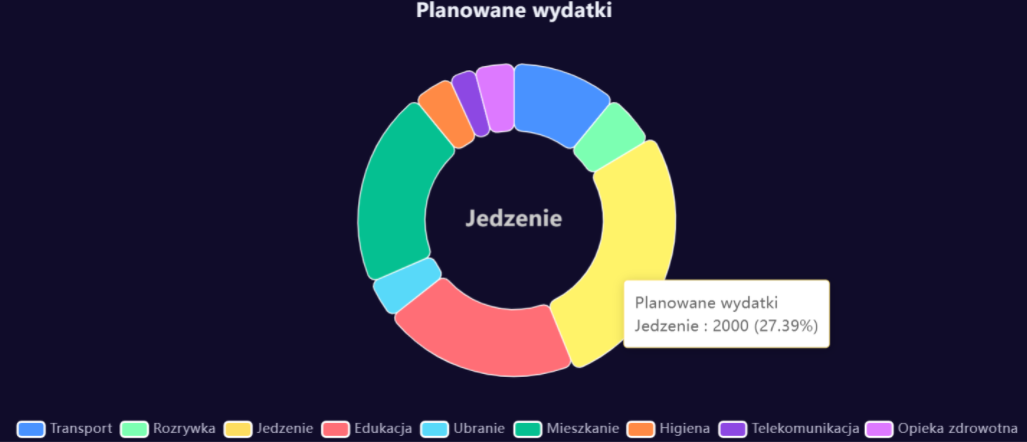 Planowane wydatki
Jedzenie
Planowane wydatki
Jedzenie : 2000 (27.39%)
Transport Rozrywka Jedzenie Edukacja Ubranie Mieszkanie Higiena Telekomunikacja Opieka zdrowotna